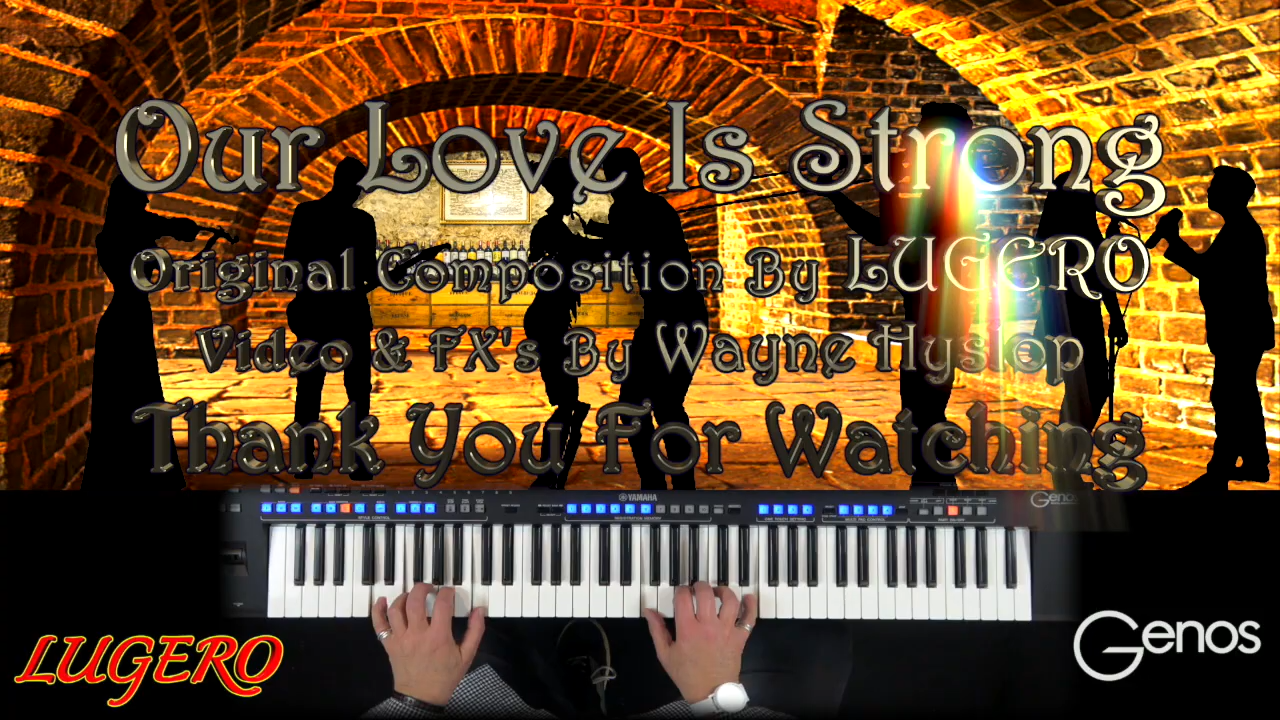 Our Love Is Strong
Original Composition By LUGERO
Video & FX's By Wayne Hyslop
Thank You For Watching
YAMAHA
Genos
LUGERO
Genos